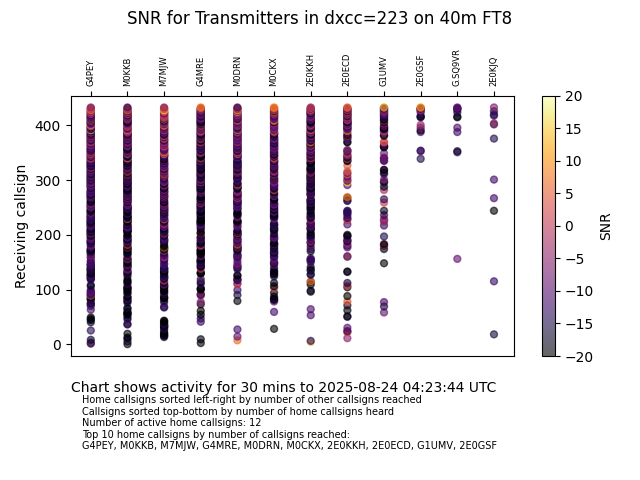 SNR for Transmitters in dxcc=223 on 40m FT8
G4PEY M0KKB M7MJW G4MRE M0DRN M0CKX 2E0KKH 2E0ECD G1UMV 2E0GSF G.SQ9VR 2E0KJQ
400
300
200
100
0
Receiving callsign
20
15
10
5
0
−5
−10
−15
−20
SNR
Chart shows activity for 30 mins to 2025-08-24 04:23:44 UTC
Home callsigns sorted left-right by number of other callsigns reached
Callsigns sorted top-bottom by number of home callsigns heard
Number of active home callsigns: 12
Top 10 home callsigns by number of callsigns reached:
G4PEY, M0KKB, M7MJW, G4MRE, M0DRN, M0CKX, 2E0KKH, 2E0ECD, G1UMV, 2E0GSF